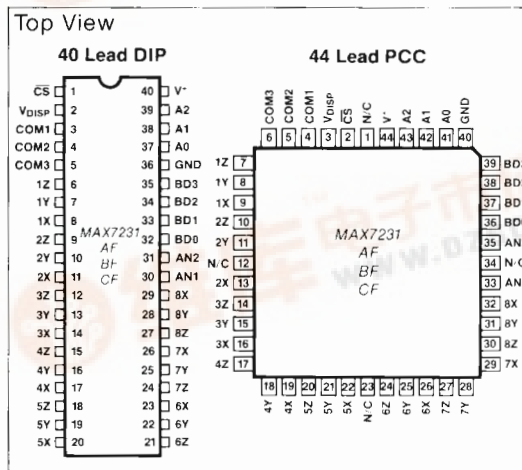 Top View
40 Lead DIP
CS 1 40 V+
VDISP 2 39 A2
COM1 3 38 A1
COM2 4 37 A0
COM3 5 36 GND
1Z 6 35 BD3
1Y 7 34 BD2
1X 8 33 BD1
2Z 9 32 BD0
2Y 10 31 AN2
2X 11 30 AN1
3Z 12 29 8X
3Y 13 28 8Y
3X 14 27 8Z
4Z 15 26 7X
4Y 16 25 7Y
4X 17 24 7Z
5Z 18 23 6X
5Y 19 22 6Y
5X 20 21 6Z
MAX7231
AF
BF
CF
44 Lead PCC
COM3 COM2 COM1 VDISP CS N/C V+ A2 A1 A0 GND
6 5 4 3 2 1 44 43 42 41 40
1Z 7
1Y 8
1X 9
2Z 10
2Y 11
N/C 12
2X 13
3Z 14
3Y 15
3X 16
4Z 17
MAX7231
AF
BF
CF
39
38
37
36
35 AN
34 N/C
33 AN
32 8X
31 8Y
30 8Z
29 7X
18 19 20 21 22 23 24 25 26 27 28
4Y 4X 5Z 5Y 5X N/C 6Z 6Y 6X 7Z 7Y